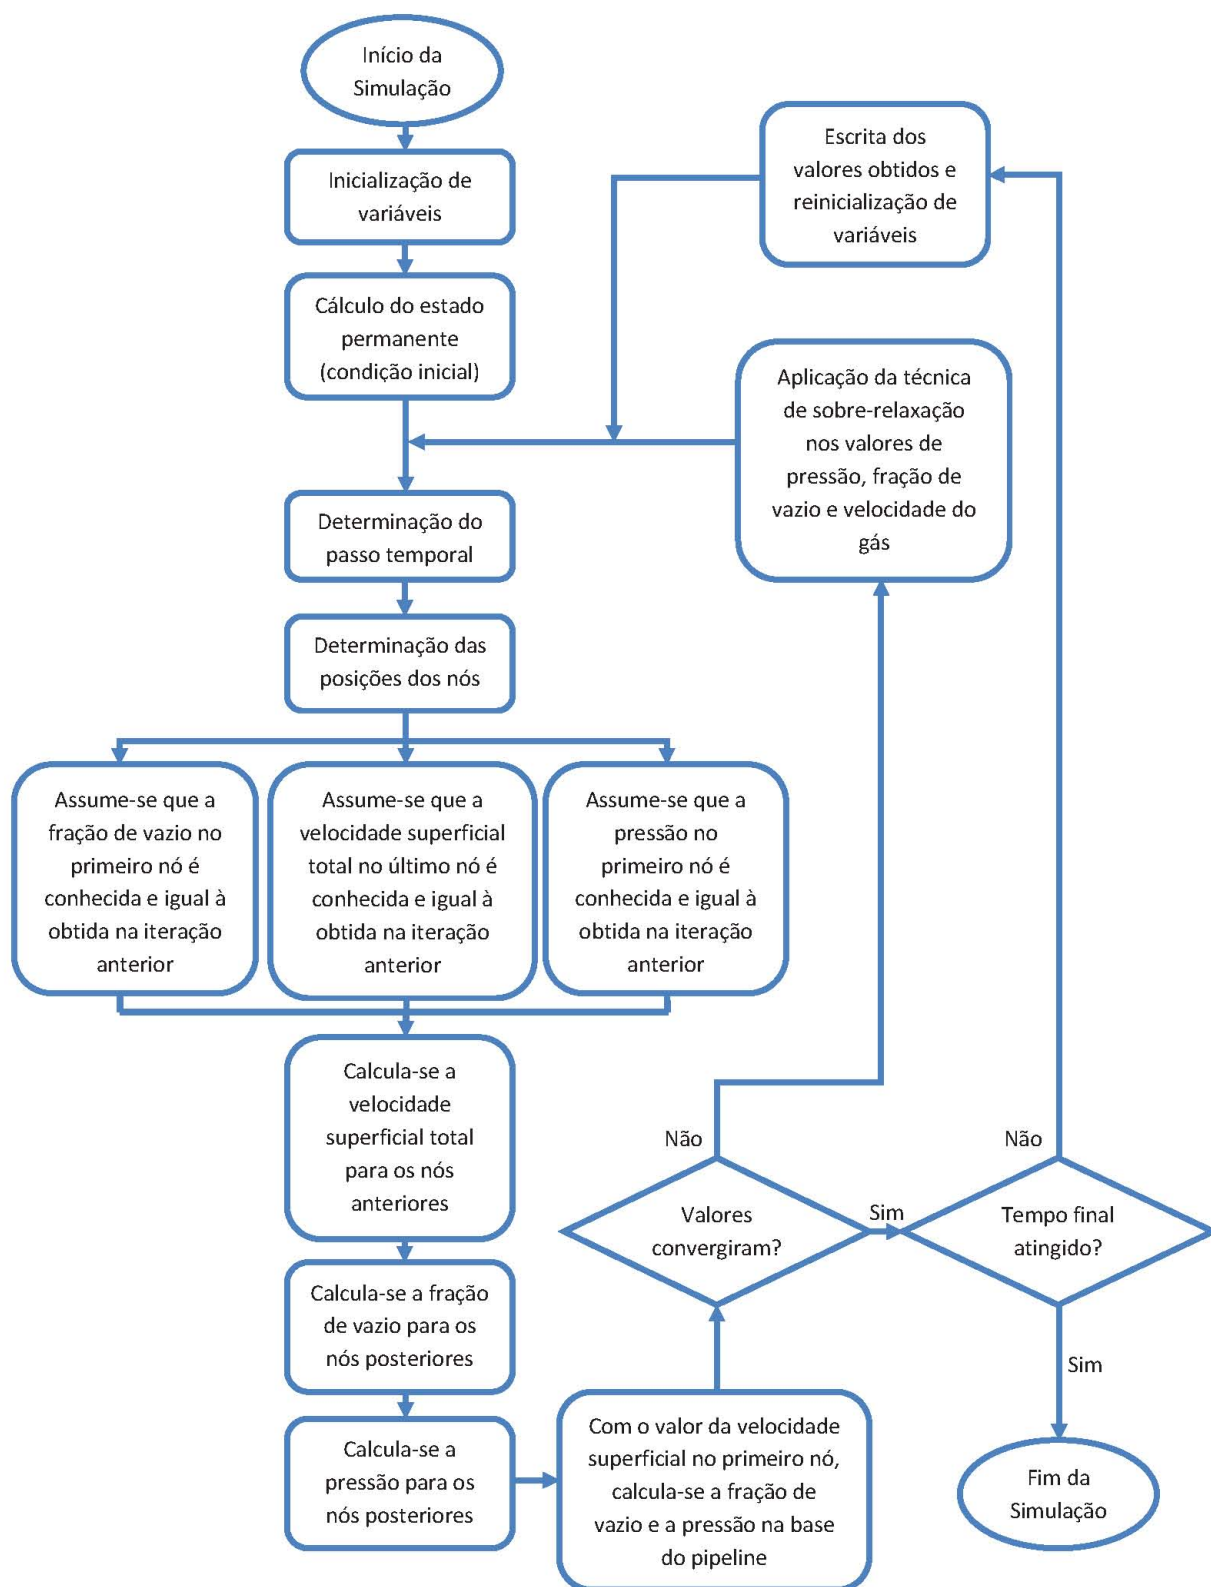 Início da
Simulação
Inicialização de
variáveis
Cálculo do estado
permanente
(condição inicial)
Determinação do
passo temporal
Determinação das
posições dos nós
Assume-se que a
fração de vazio no
primeiro nó é
conhecida e igual à
obtida na iteração
anterior
Assume-se que a
velocidade superficial
total no último nó é
conhecida e igual à
obtida na iteração
anterior
Assume-se que a
pressão no
primeiro nó é
conhecida e igual à
obtida na iteração
anterior
Calcula-se a
velocidade
superficial total
para os nós
anteriores
Calcula-se a fração
de vazio para os
nós posteriores
Calcula-se a
pressão para os
nós posteriores
Com o valor da velocidade
superficial no primeiro nó,
calcula-se a fração de
vazio e a pressão na base
do pipeline
Valores
convergiram?
Não
Sim
Aplicação da técnica
de sobre-relaxação
nos valores de
pressão, fração de
vazio e velocidade do
gás
Tempo final
atingido?
Não
Sim
Escrita dos
valores obtidos e
reinicialização de
variáveis
Fim da
Simulação